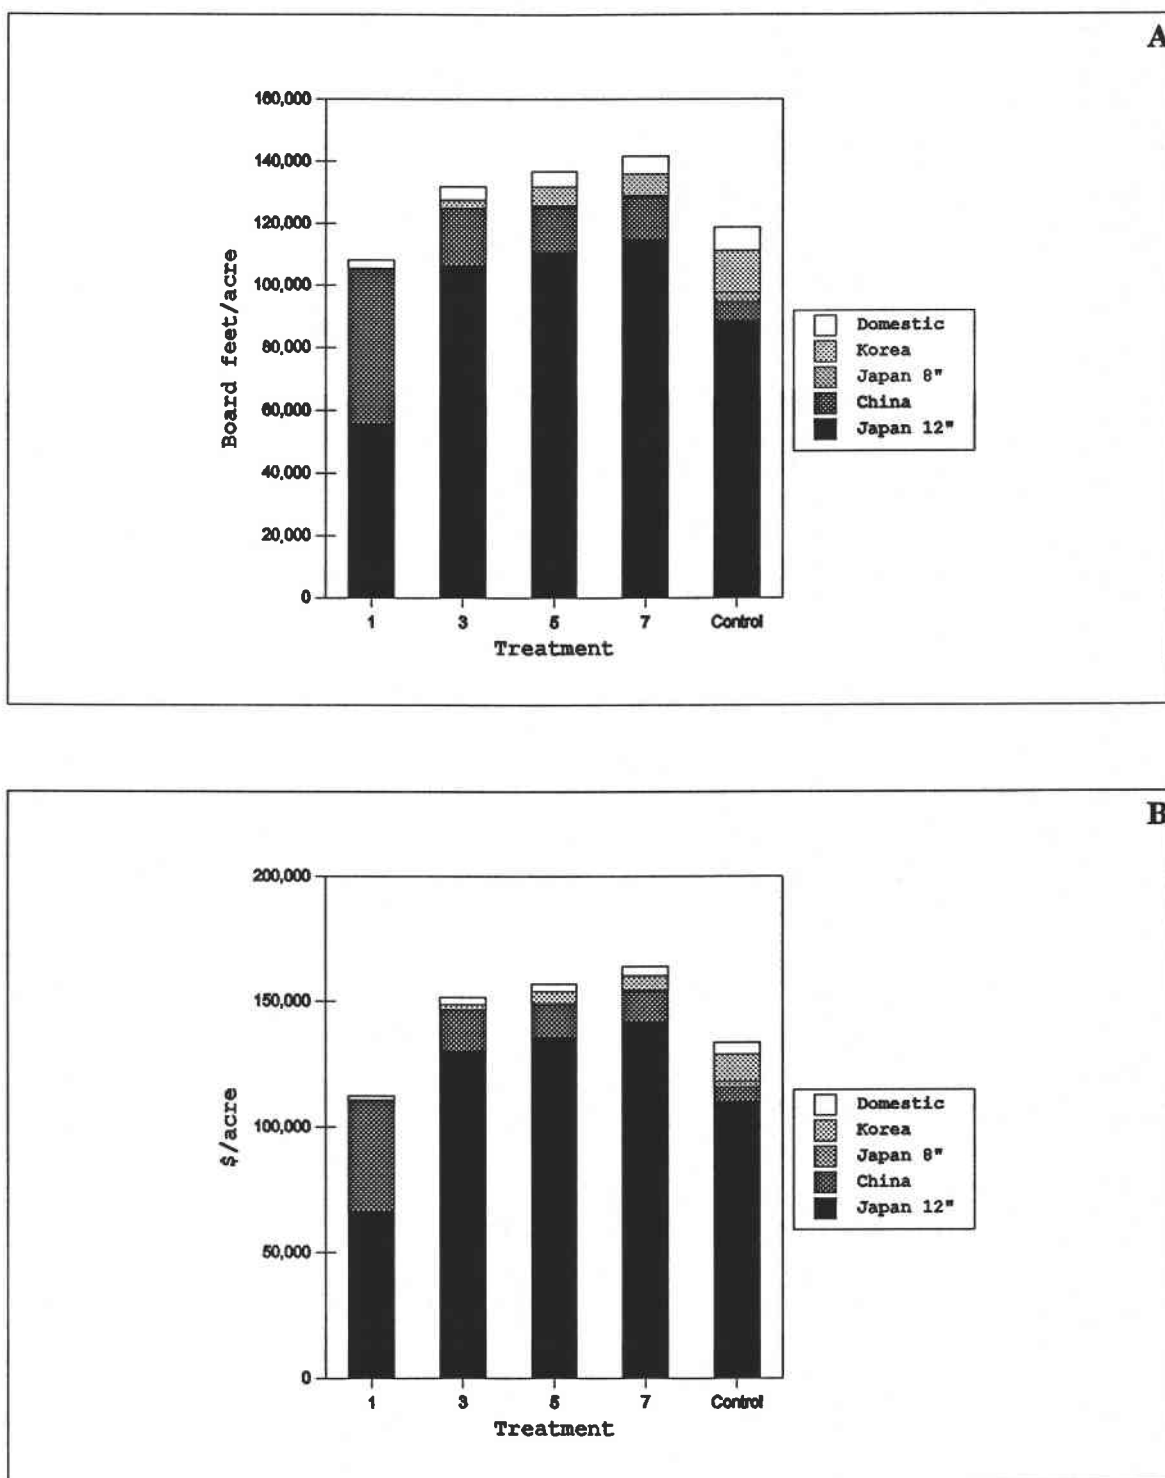 A
160,000
140,000
120,000
100,000
80,000
60,000
40,000
20,000
0
Board feet/acre
1 3 5 7 Control
Treatment
Domestic
Korea
Japan 8"
China
Japan 12"
B
200,000
150,000
100,000
50,000
0
$/acre
1 3 5 7 Control
Treatment
Domestic
Korea
Japan 8"
China
Japan 12"